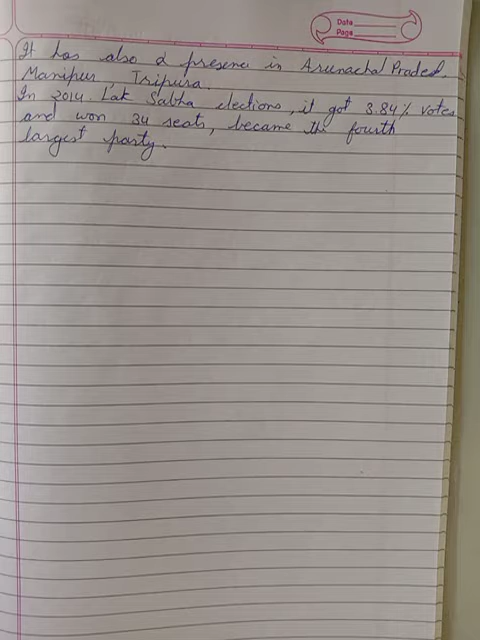 Date
Page
It has also a presence in Arunachal Pradesh,
Manipur, Tripura.
In 2014 Lok Sabha elections, it got 3.84% votes
and won 34 seats, became the fourth
largest party.